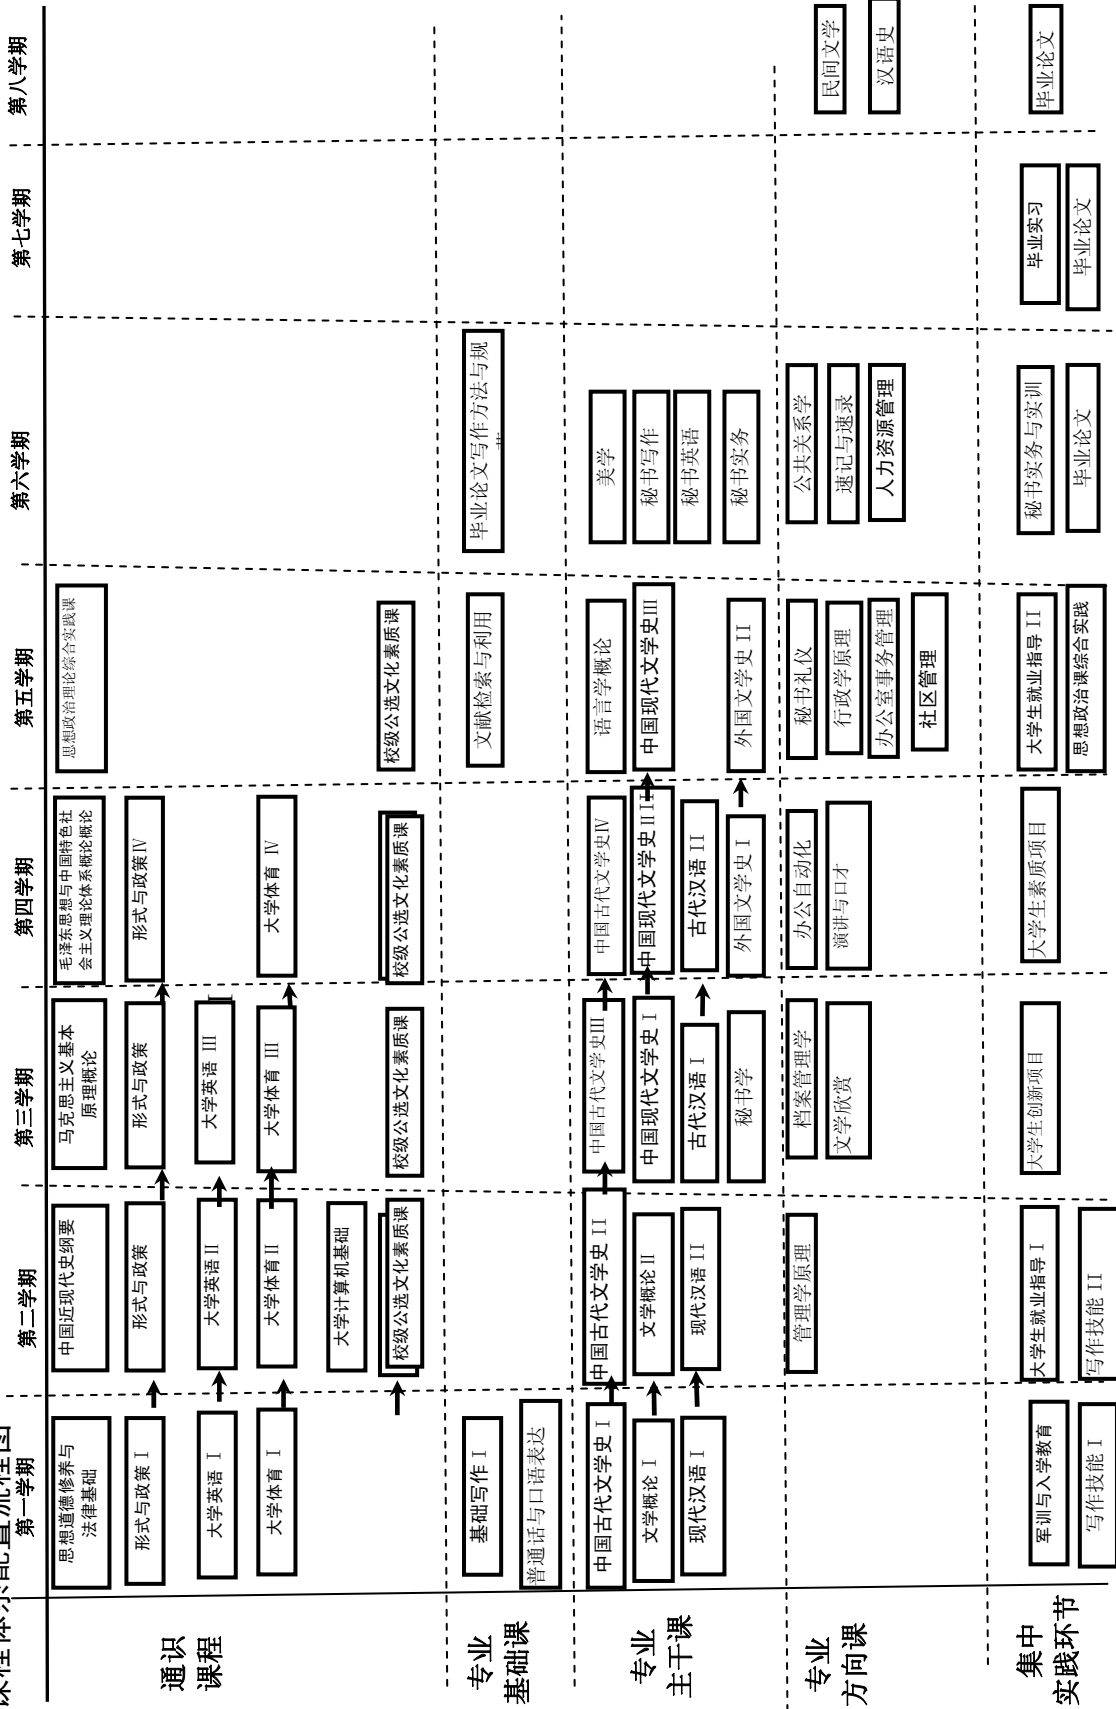 课程体系配置流程图
第一学期
第二学期
第三学期
第四学期
第五学期
第六学期
第七学期
第八学期
通识
课程
思想道德修养与
法律基础
中国近现代史纲要
马克思主义基本
原理概论
毛泽东思想与中国特色社
会主义理论体系概论概论
思想政治理论综合实践课
形式与政策 I
形式与政策
形式与政策
形式与政策IV
大学英语 I
大学英语II
大学英语 III
大学体育 I
大学体育II
大学体育 III
大学体育 IV
大学计算机基础
校级公选文化素质课
校级公选文化素质课
校级公选文化素质课
校级公选文化素质课
专业
基础课
基础写作 I
普通话与口语表达
文献检索与利用
毕业论文写作方法与规
专业
主干课
中国古代文学史 I
中国古代文学史 II
中国古代文学史III
中国古代文学史IV
语言学概论
美学
文学概论 I
文学概论 II
中国现代文学史 I
中国现代文学史 II
中国现代文学史III
秘书写作
秘书英语
现代汉语 I
现代汉语 II
古代汉语 I
古代汉语 II
秘书学
外国文学史 I
外国文学史 II
秘书实务
专业
方向课
管理学原理
档案管理学
办公自动化
秘书礼仪
公共关系学
民间文学
文学欣赏
演讲与口才
行政学原理
速记与速录
办公室事务管理
人力资源管理
汉语史
社区管理
集中
实践环节
军训与入学教育
大学生就业指导 I
大学生创新项目
大学生素质项目
大学生就业指导 II
秘书实务与实训
毕业实习
毕业论文
写作技能 I
写作技能 II
思想政治课综合实践
毕业论文
毕业论文